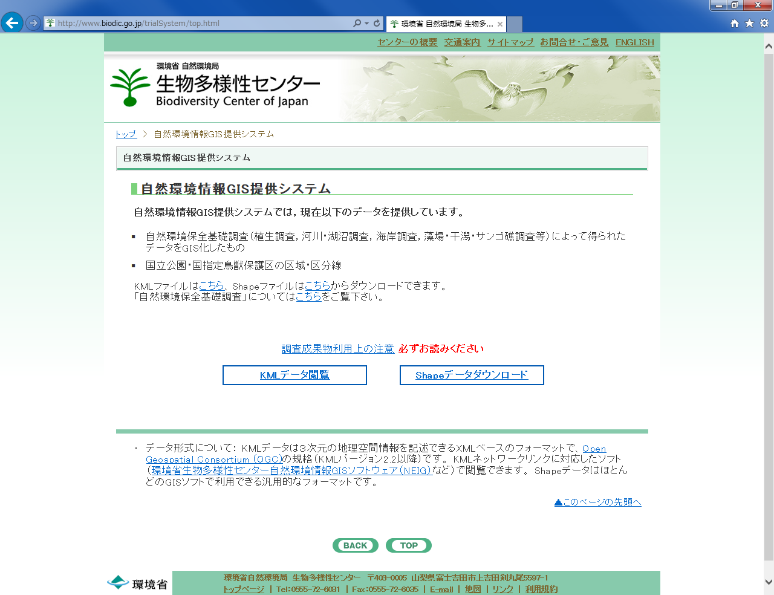 http://www.biodic.go.jp/trialSystem/top.html
環境省 自然環境局 生物多...
センターの概要 交通案内 サイトマップ お問合せ・ご意見 ENGLISH
環境省 自然環境局
生物多様性センター
Biodiversity Center of Japan
トップ > 自然環境情報GIS提供システム
自然環境情報GIS提供システム
自然環境情報GIS提供システム
自然環境情報GIS提供システムでは, 現在以下のデータを提供しています。
自然環境保全基礎調査(植生調査, 河川・湖沼調査, 海岸調査, 藻場・干潟・サンゴ礁調査等)によって得られた
データをGIS化したもの
国立公園・国指定鳥獣保護区の区域・区分線
KMLファイルはこちら, Shapeファイルはこちらからダウンロードできます。
「自然環境保全基礎調査」についてはこちらをご覧下さい。
調査成果物利用上の注意 必ずお読みください
KMLデータ閲覧 Shapeデータダウンロード
・ データ形式について: KMLデータは3次元の地理空間情報を記述できるXMLベースのフォーマットで, Open
Geospatial Consortium (OGC)の規格(KMLバージョン2.2以降)です。 KMLネットワークリンクに対応したソフト
(環境省生物多様性センター自然環境情報GISソフトウェア(NEIG)など)で閲覧できます。 Shapeデータはほとん
どのGISソフトで利用できる汎用的なフォーマットです。
▲このページの先頭へ
BACK TOP
環境省
環境省自然環境局 生物多様性センター 〒403-0005 山梨県富士吉田市上吉田剣丸尾5597-1
トップページ | Tel:0555-72-6031 | Fax:0555-72-6035 | E-mail | 地図 | リンク | 利用規約